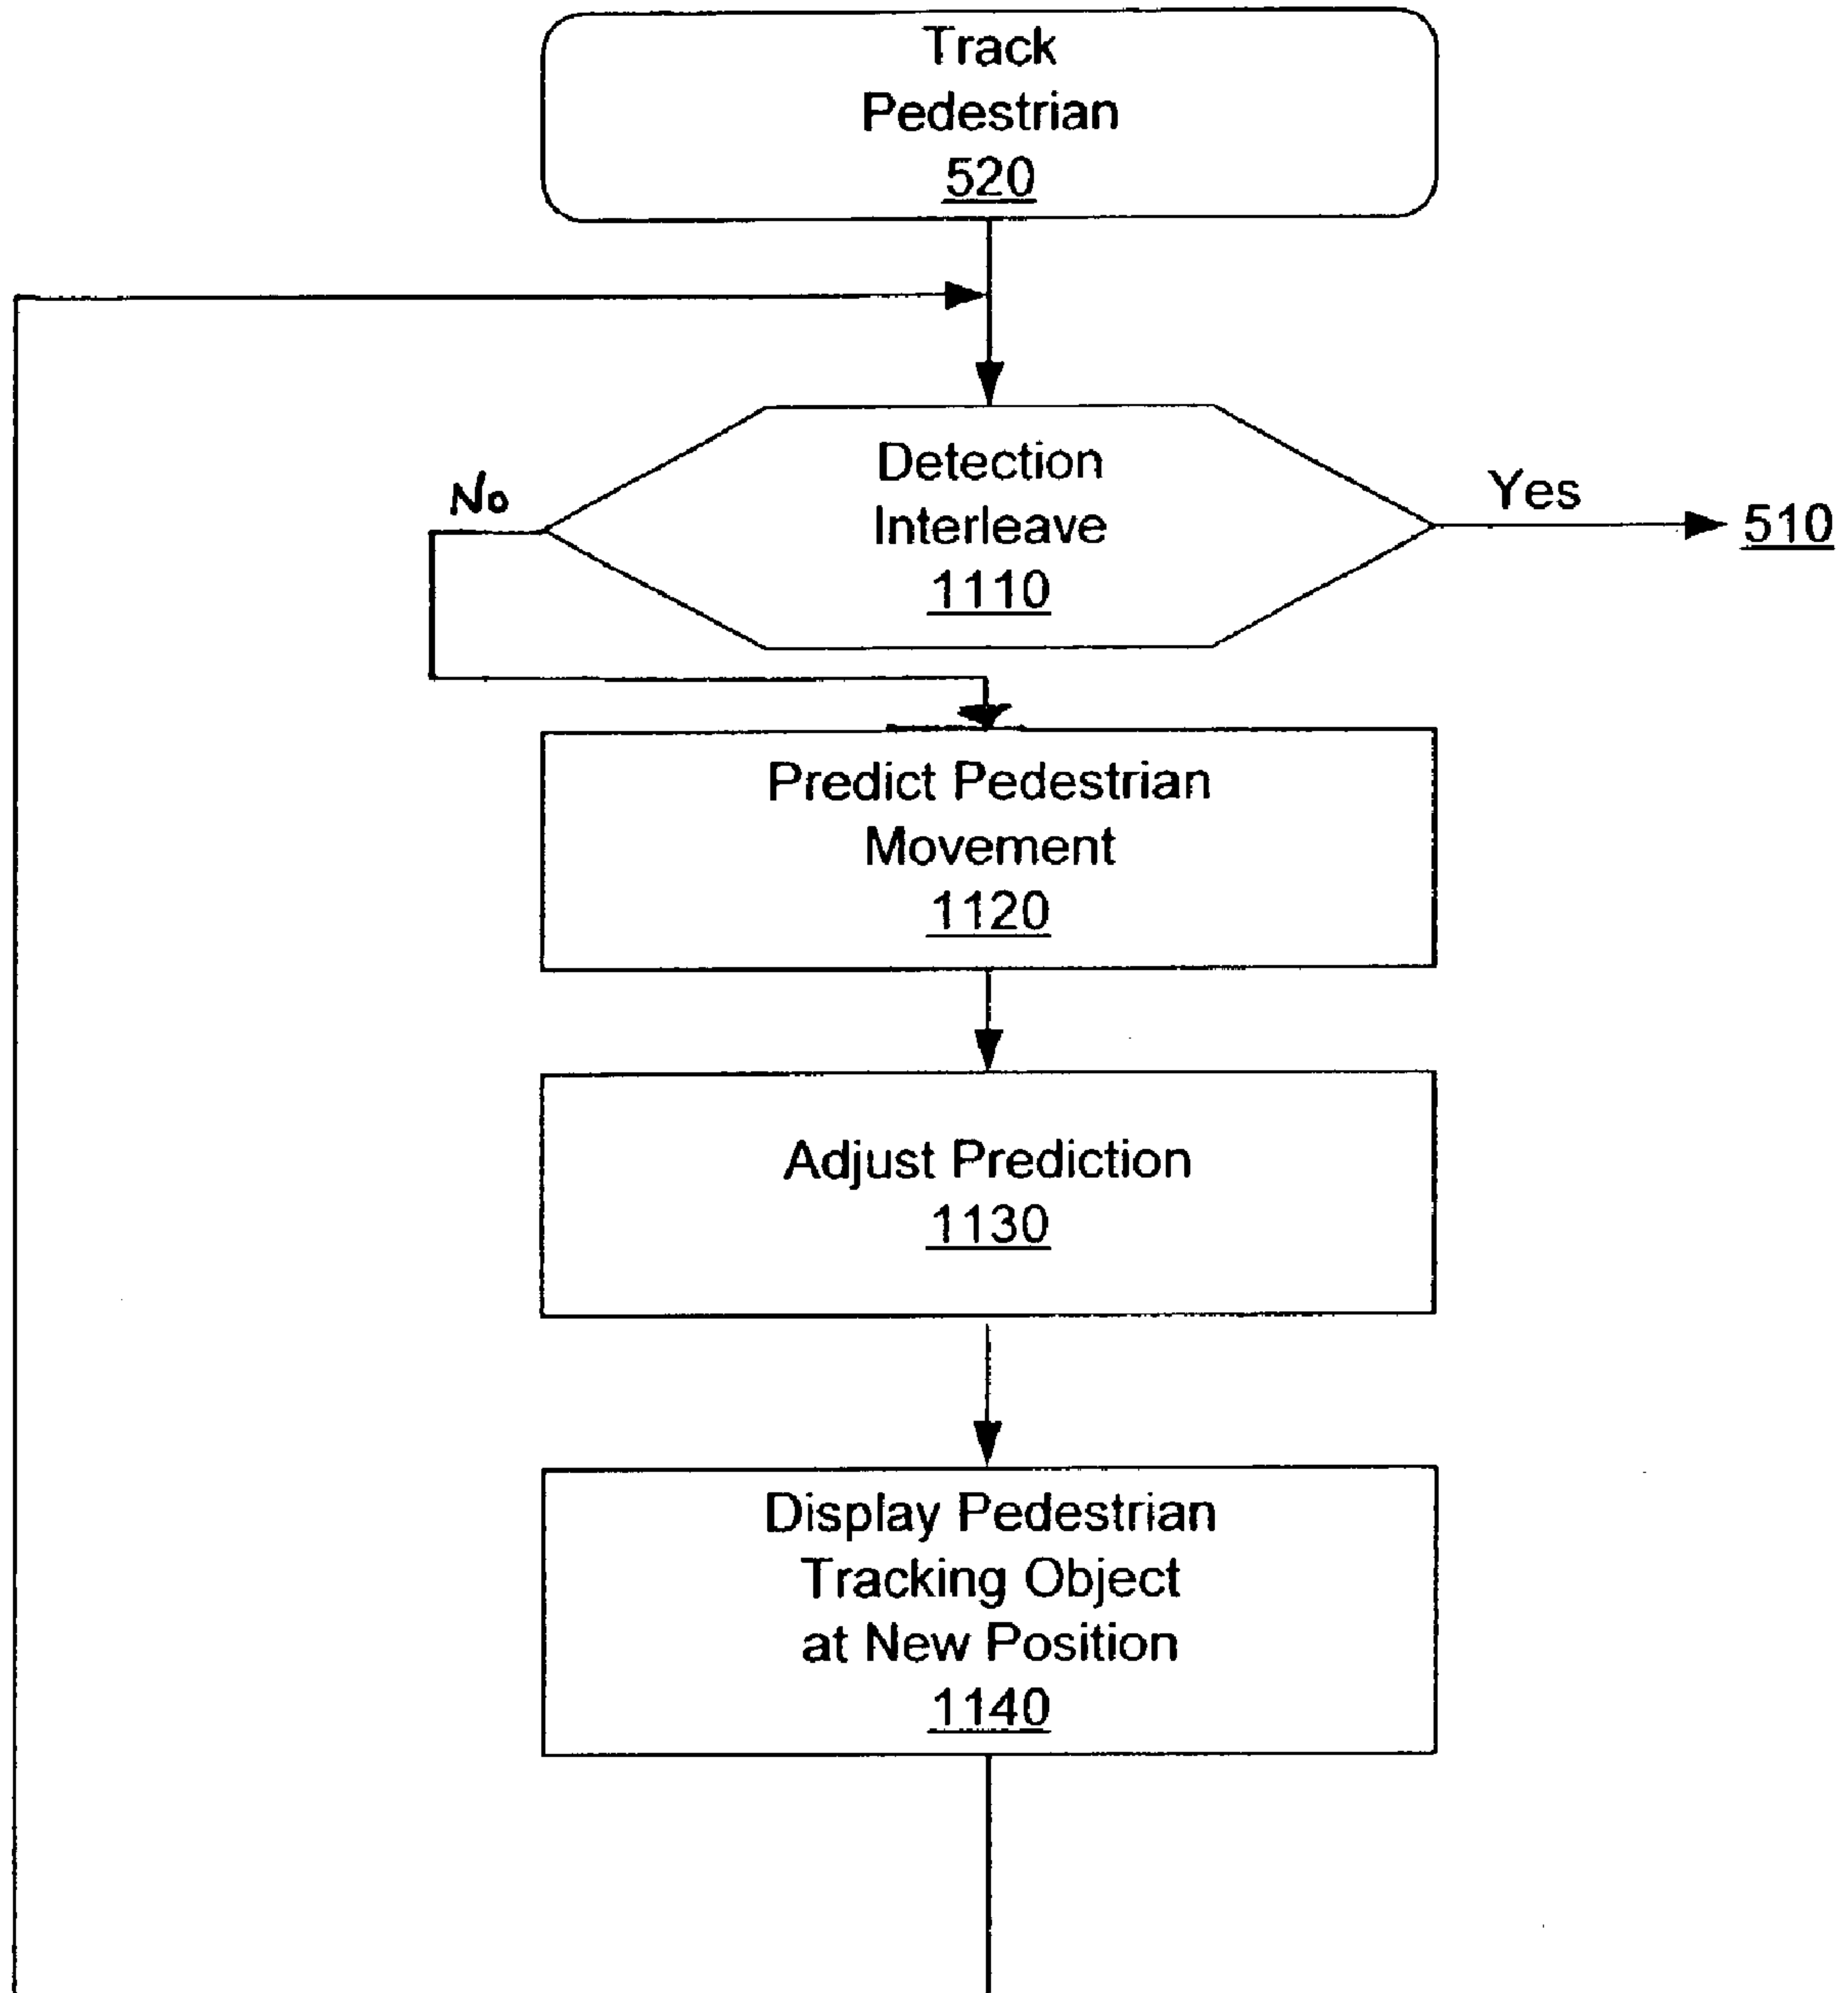 Track
Pedestrian
520
Detection
Interleave
1110
No
Yes
510
Predict Pedestrian
Movement
1120
Adjust Prediction
1130
Display Pedestrian
Tracking Object
at New Position
1140